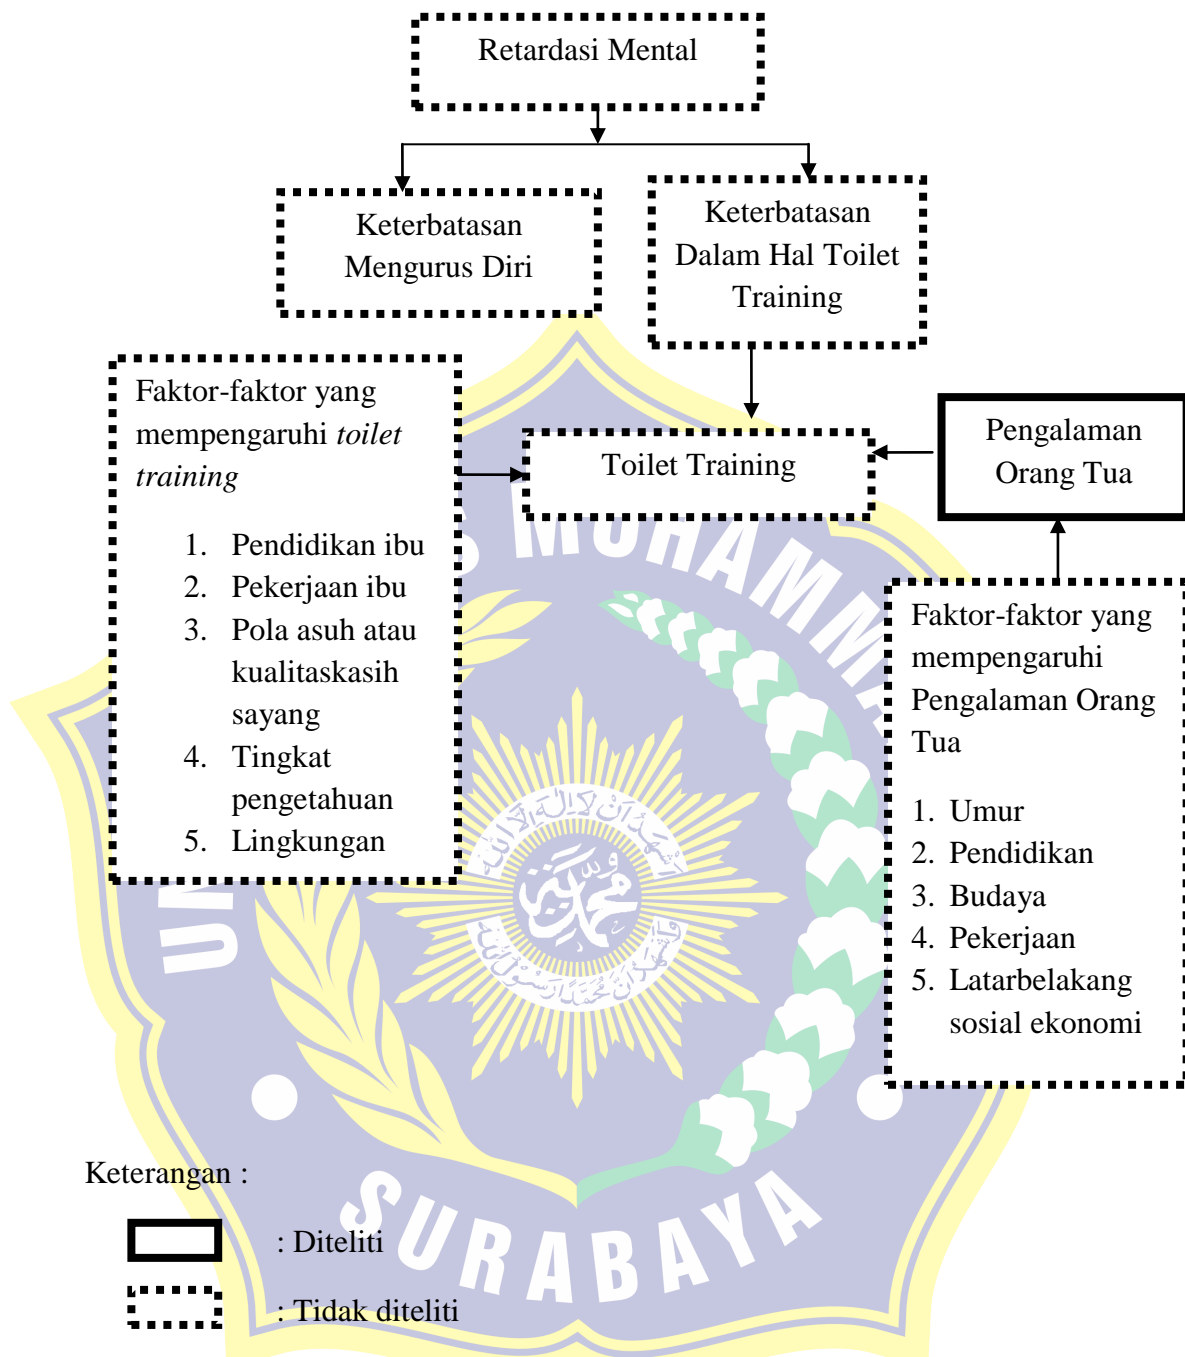 Retardasi Mental
Keterbatasan
Mengurus Diri
Keterbatasan
Dalam Hal Toilet
Training
Faktor-faktor yang
mempengaruhi toilet
training
1. Pendidikan ibu
2. Pekerjaan ibu
3. Pola asuh atau
kualitaskasih
sayang
4. Tingkat
pengetahuan
5. Lingkungan
Toilet Training
Pengalaman
Orang Tua
Faktor-faktor yang
mempengaruhi
Pengalaman Orang
Tua
1. Umur
2. Pendidikan
3. Budaya
4. Pekerjaan
5. Latarbelakang
sosial ekonomi
Keterangan :
: Diteliti
: Tidak diteliti
SURABAYA